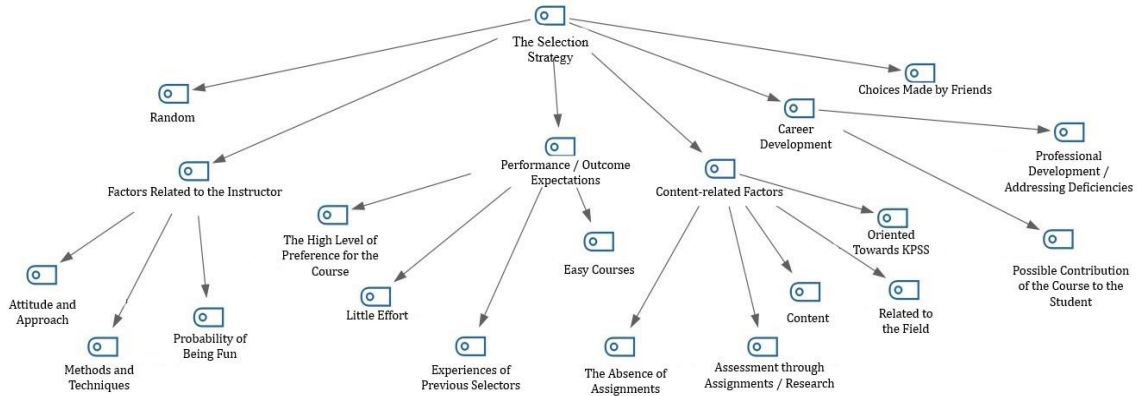 The Selection
Strategy
Choices Made by Friends
Random
Career
Development
Professional
Development /
Addressing Deficiencies
Performance / Outcome
Expectations
Factors Related to the Instructor
Content-related Factors
The High Level of
Preference for the
Course
Oriented
Towards KPSS
Easy Courses
Possible Contribution
of the Course to the
Student
Attitude and
Approach
Little Effort
Content
Related to
the Field
Probability of
Being Fun
Methods and
Techniques
Experiences of
Previous Selectors
The Absence of
Assignments
Assessment through
Assignments / Research